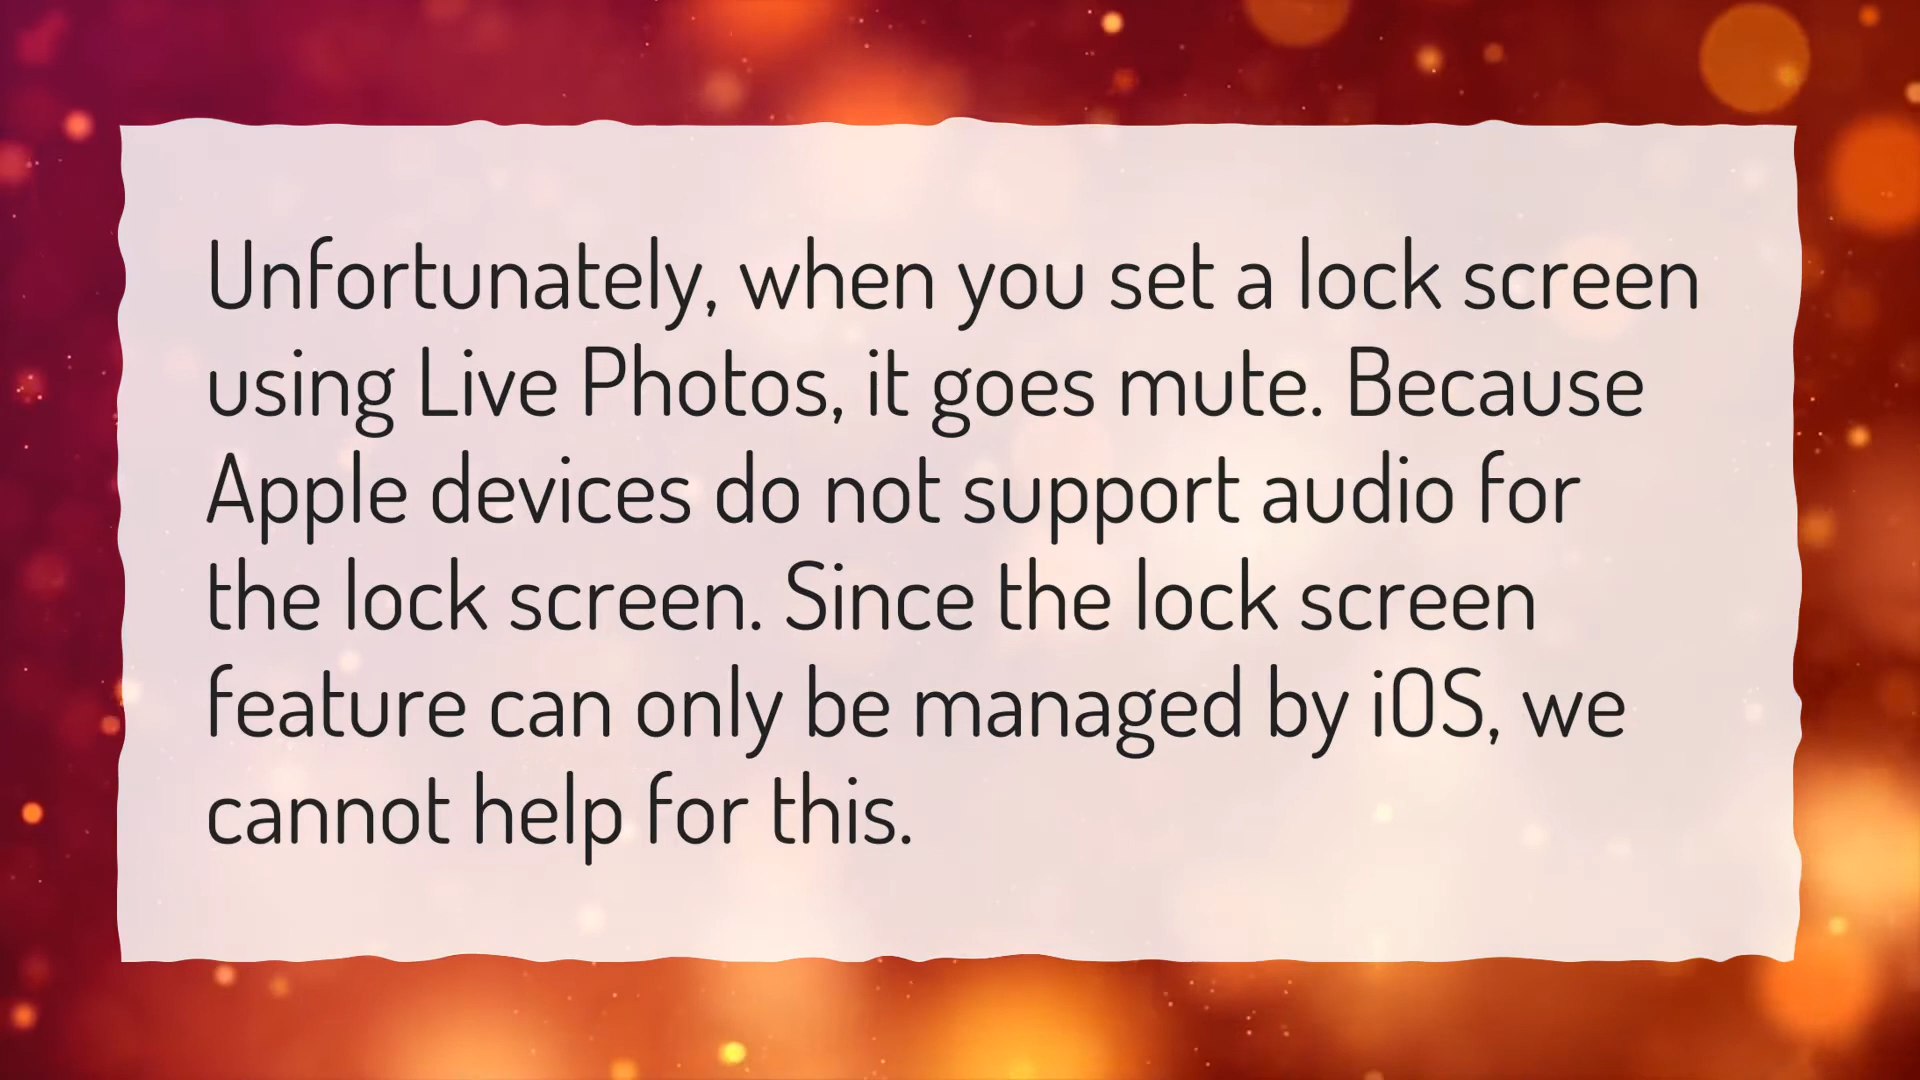 Unfortunately, when you set a lock screen
using Live Photos, it goes mute. Because
Apple devices do not support audio for
the lock screen. Since the lock screen
feature can only be managed by iOS, we
cannot help for this.